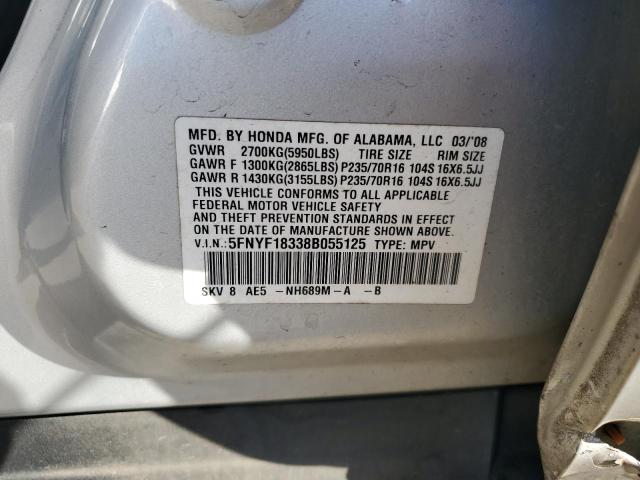 MFD. BY HONDA MFG. OF ALABAMA, LLC 03/'08
GVWR 2700KG(5950LBS) TIRE SIZE RIM SIZE
GAWR F 1300KG(2865LBS) P235/70R16 104S 16X6.5JJ
GAWR R 1430KG(3155LBS) P235/70R16 104S 16X6.5JJ
THIS VEHICLE CONFORMS TO ALL APPLICABLE
FEDERAL MOTOR VEHICLE SAFETY
AND THEFT PREVENTION STANDARDS IN EFFECT
ON THE DATE OF MANUFACTURE SHOWN ABOVE.
V.I.N.: 5FNYF18338B055125 TYPE: MPV
SKV 8 AE5 -NH689M-A -B